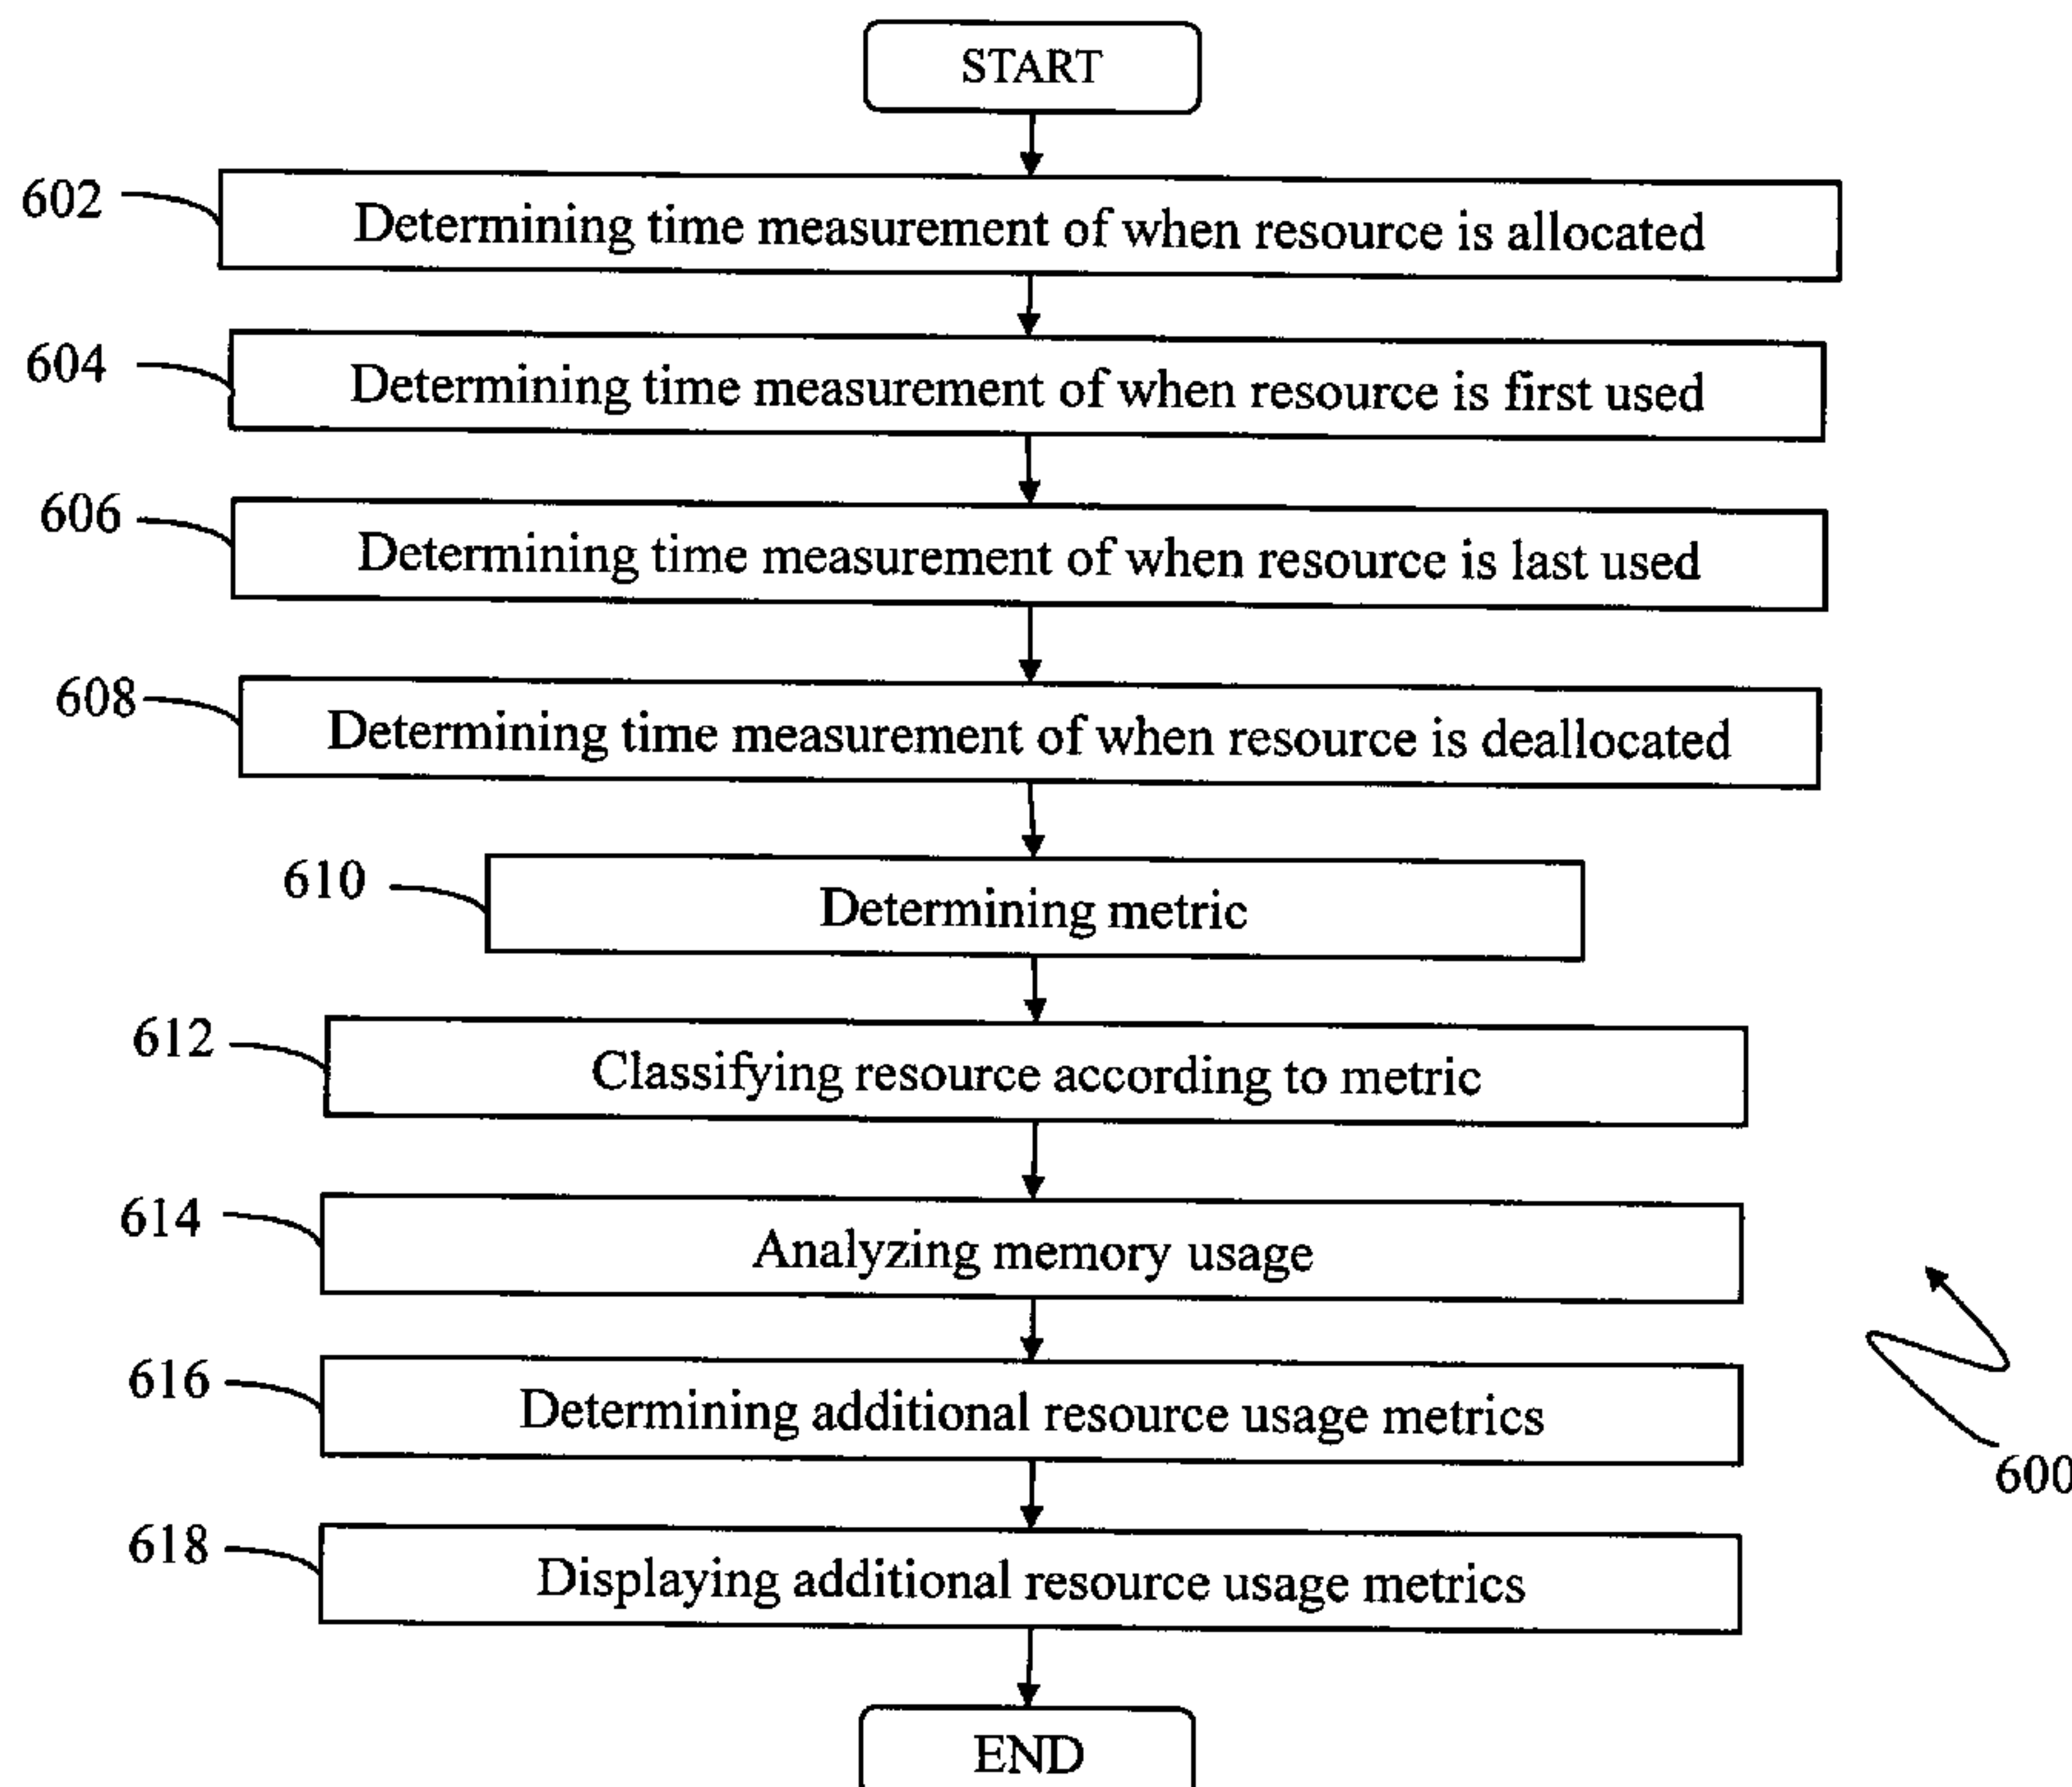 START
602
Determining time measurement of when resource is allocated
604
Determining time measurement of when resource is first used
606
Determining time measurement of when resource is last used
608
Determining time measurement of when resource is deallocated
610
Determining metric
612
Classifying resource according to metric
614
Analyzing memory usage
616
Determining additional resource usage metrics
600
618
Displaying additional resource usage metrics
END